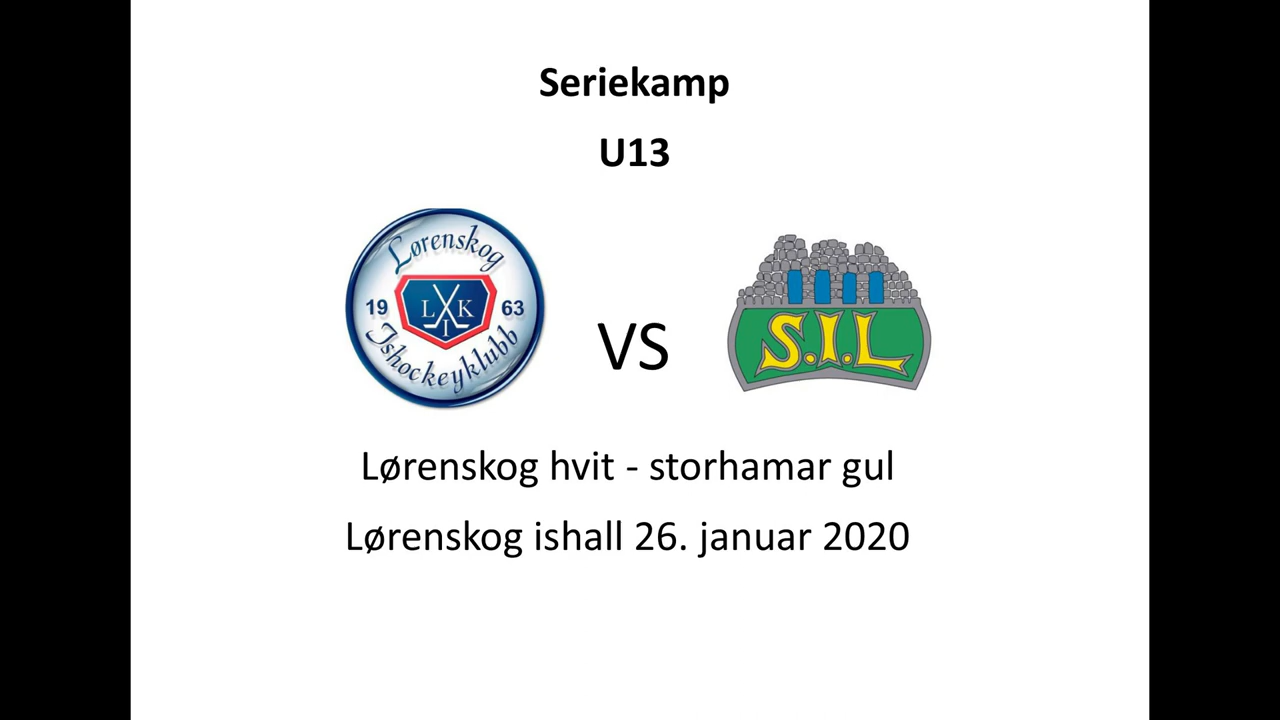 Seriekamp
U13
Lørenskog
19 63
L I K
Ishockeyklubb
VS
S.I.L
Lørenskog hvit - storhamar gul
Lørenskog ishall 26. januar 2020